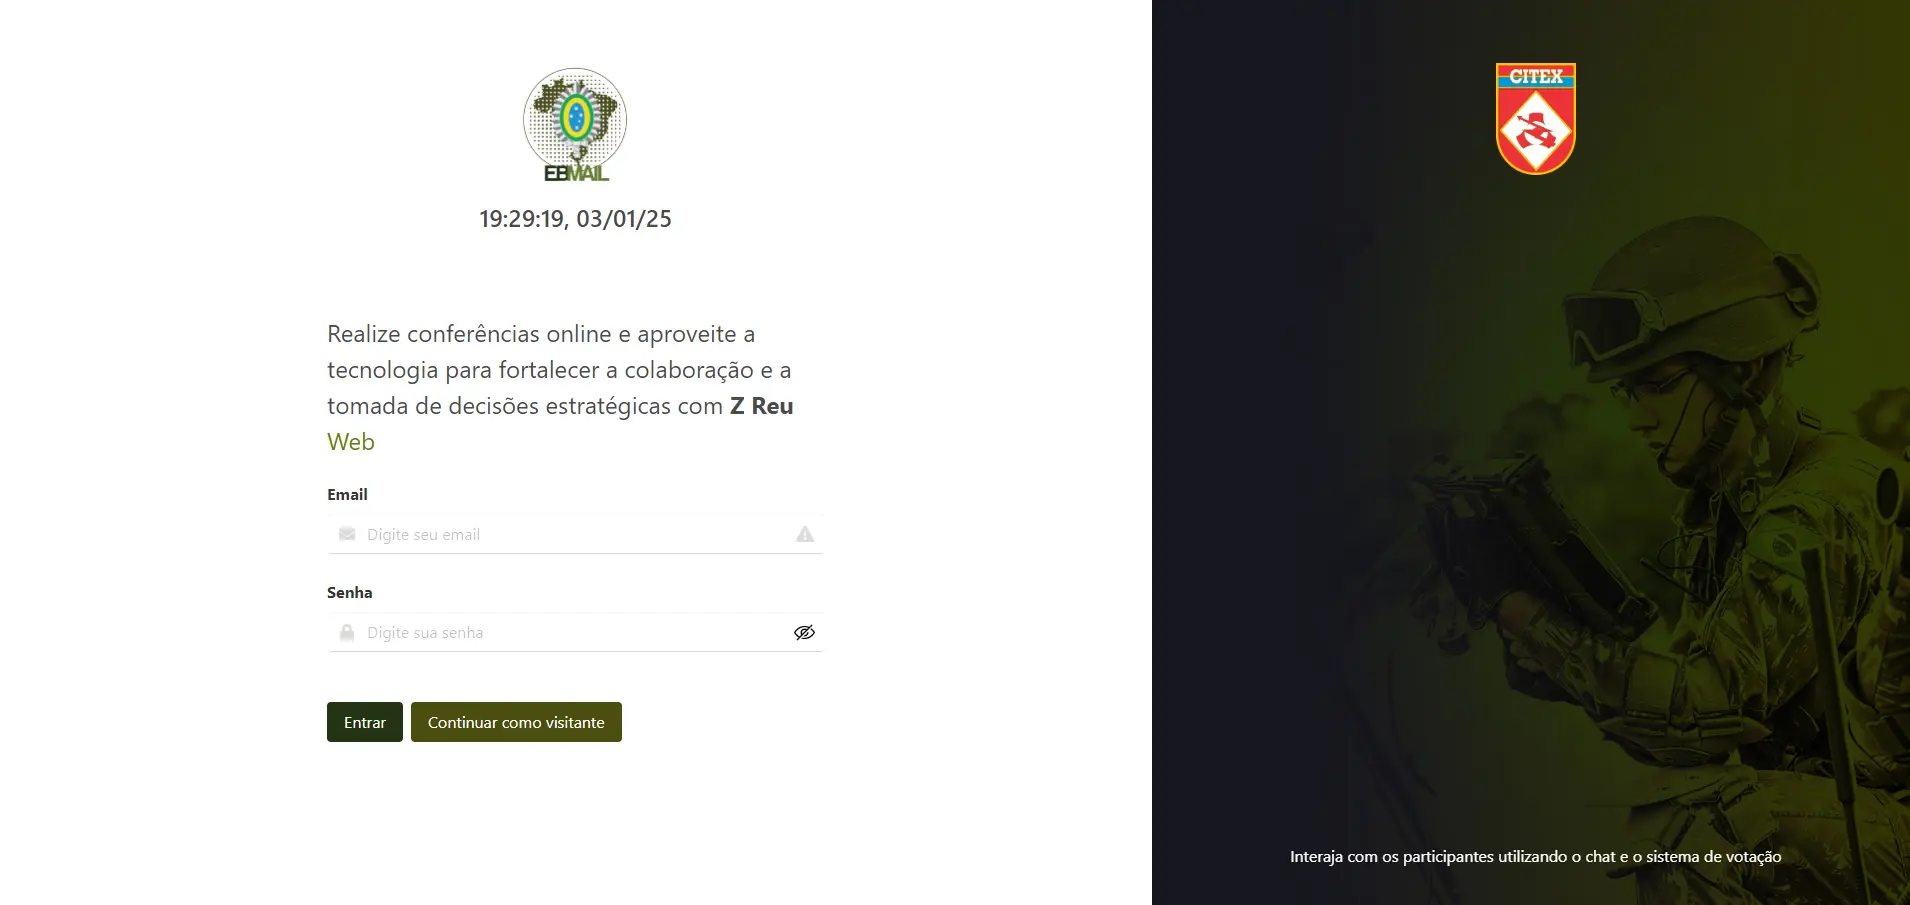 EBMAIL
19:29:19, 03/01/25
Realize conferências online e aproveite a
tecnologia para fortalecer a colaboração e a
tomada de decisões estratégicas com Z Reu
Web
Email
Digite seu email
Senha
Digite sua senha
Entrar
Continuar como visitante
CITEX
Interaja com os participantes utilizando o chat e o sistema de votação